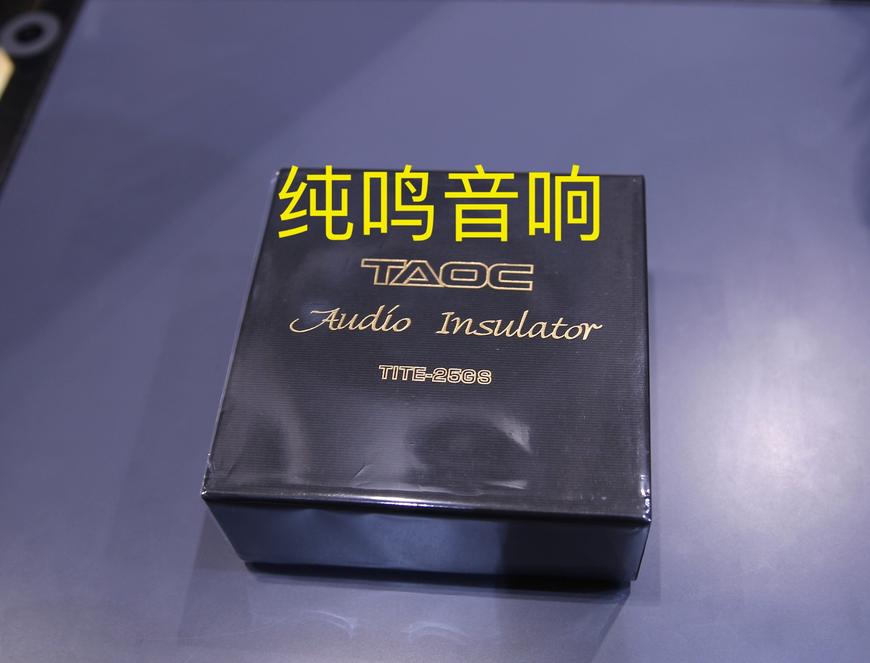 纯鸣音响
TAOC
Audio Insulator
TITE-25GS